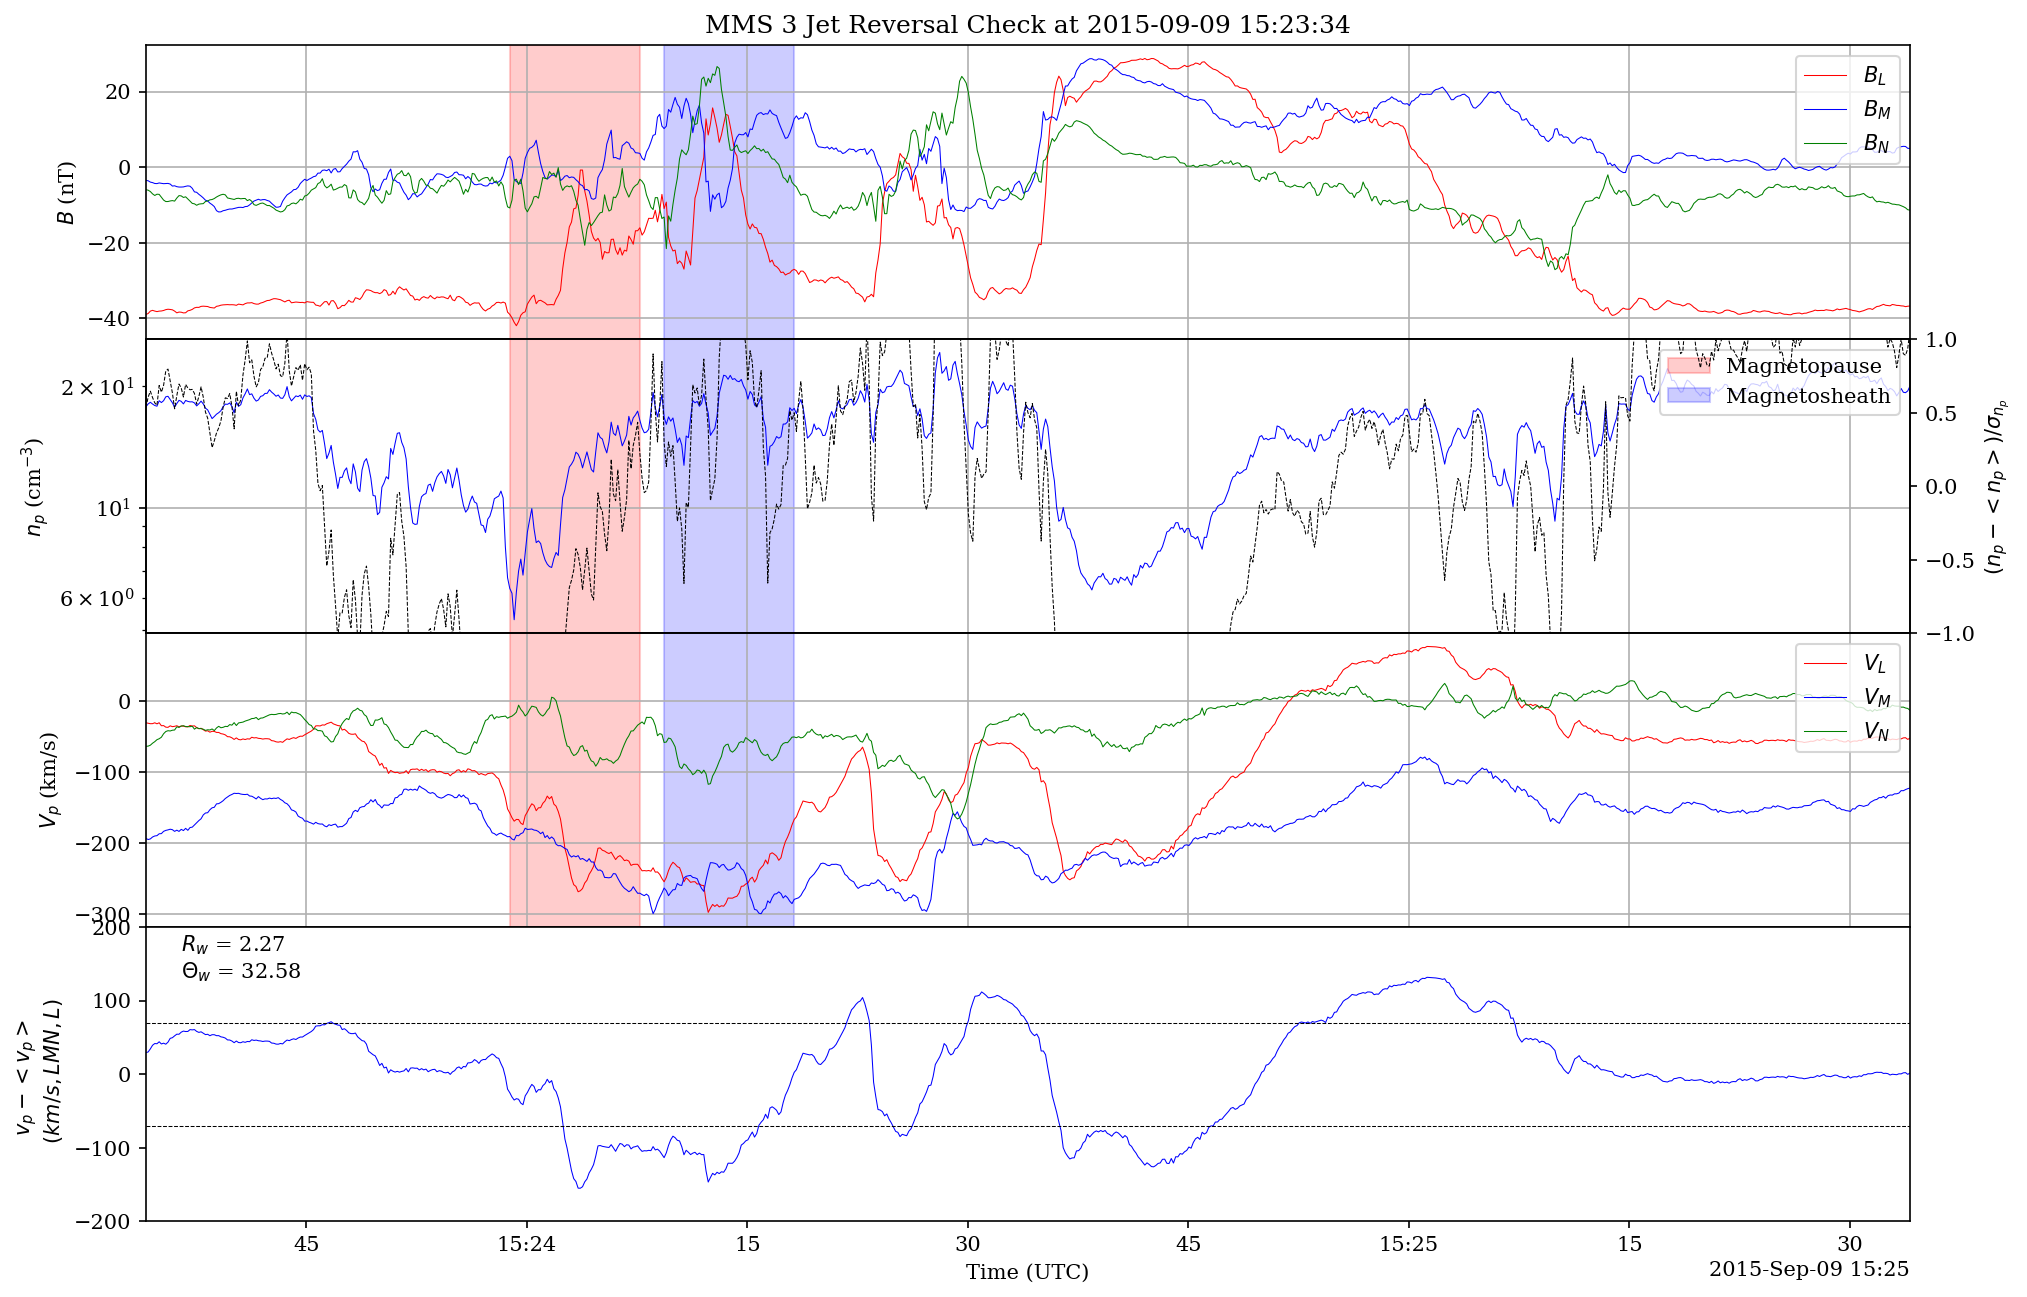 MMS 3 Jet Reversal Check at 2015-09-09 15:23:34
20
0
−20
−40
B (nT)
B_L
B_M
B_N
2 × 10^1
10^1
6 × 10^0
n_p (cm^−3)
1.0
0.5
0.0
−0.5
−1.0
(n_p − < n_p >)/σ_{n_p}
Magnetopause
Magnetosheath
0
−100
−200
−300
V_p (km/s)
V_L
V_M
V_N
200
100
0
−100
−200
v_p − < v_p >
(km/s, LMN, L)
R_w = 2.27
Θ_w = 32.58
45 15:24 15 30 45 15:25 15 30
Time (UTC)
2015-Sep-09 15:25